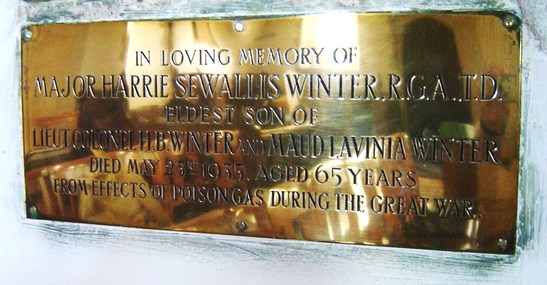 IN LOVING MEMORY OF
MAJOR HARRIE SEWALLIS WINTER, R.G.A., T.D.
ELDEST SON OF
LIEUT. COLONEL H.B. WINTER AND MAUD LAVINIA WINTER.
DIED MAY 25TH 1955, AGED 65 YEARS
FROM EFFECTS OF POISON GAS DURING THE GREAT WAR.